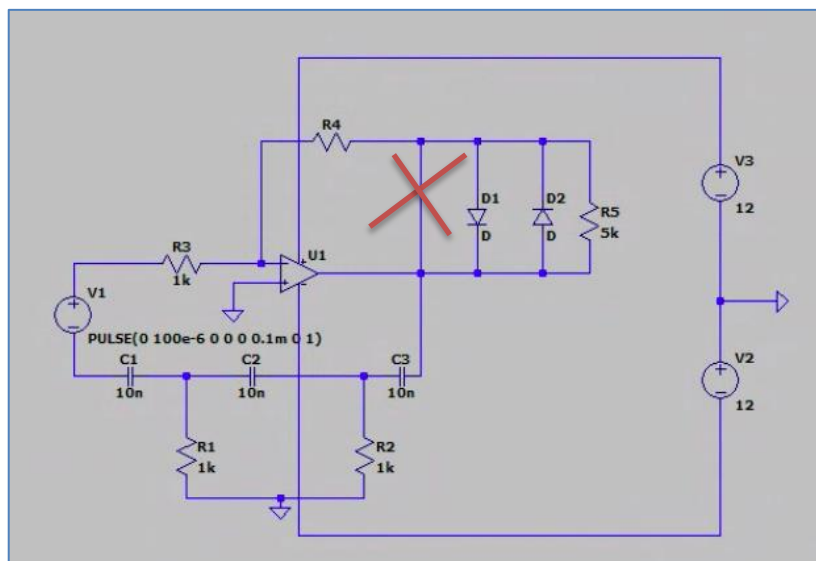 R4
V3
D1
D2
R5
D
D
5k
12
R3
U1
1k
V1
PULSE(0 100e-6 0 0 0 0.1m 0 1)
C1
C2
C3
V2
10n
10n
10n
12
R1
R2
1k
1k